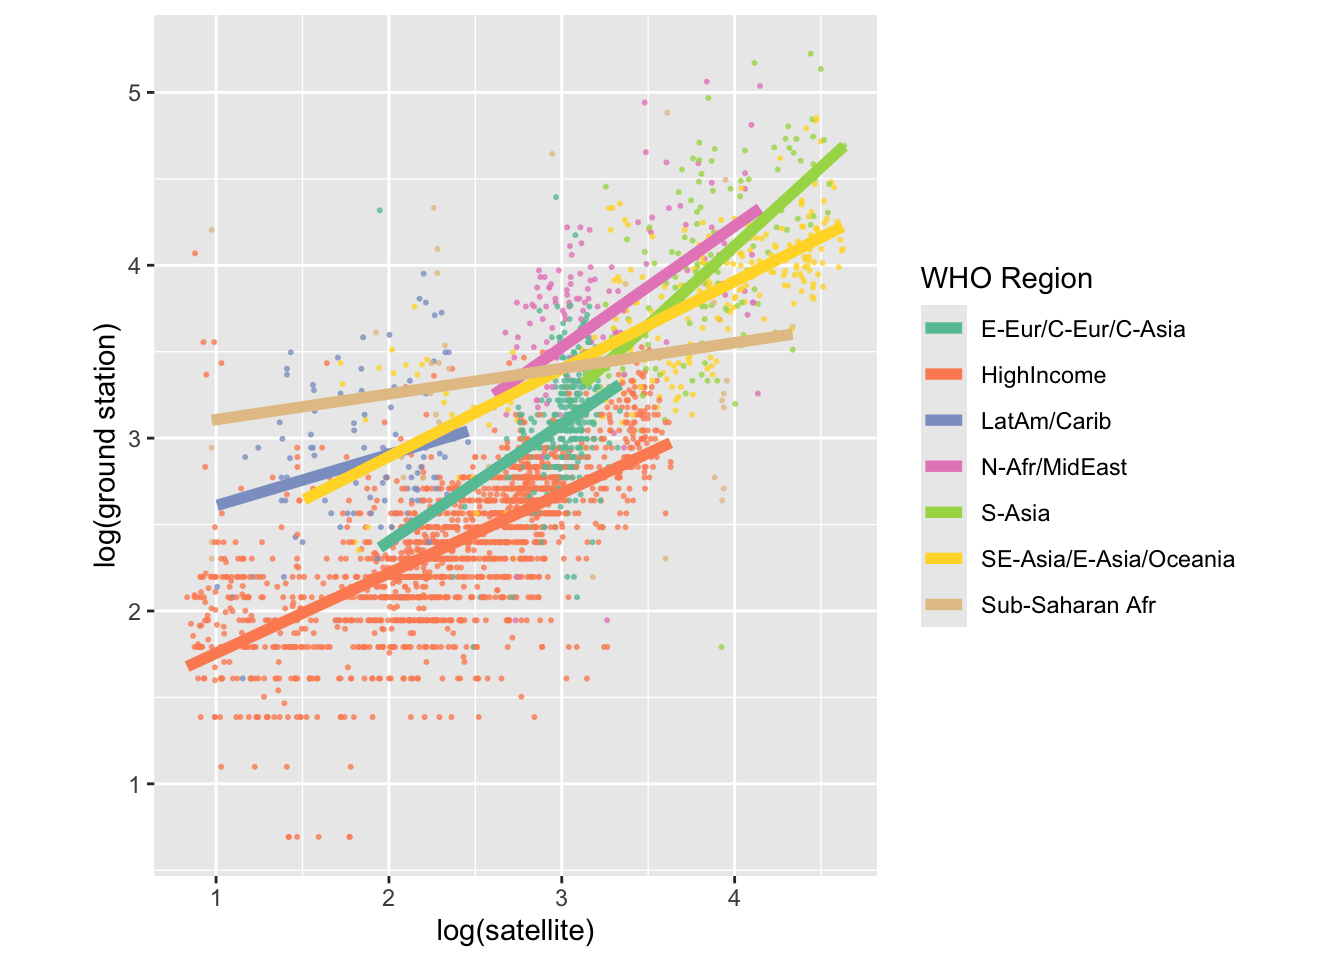 5
4
3
2
1
1
2
3
4
log(ground station)
log(satellite)
WHO Region
E-Eur/C-Eur/C-Asia
HighIncome
LatAm/Carib
N-Afr/MidEast
S-Asia
SE-Asia/E-Asia/Oceania
Sub-Saharan Afr